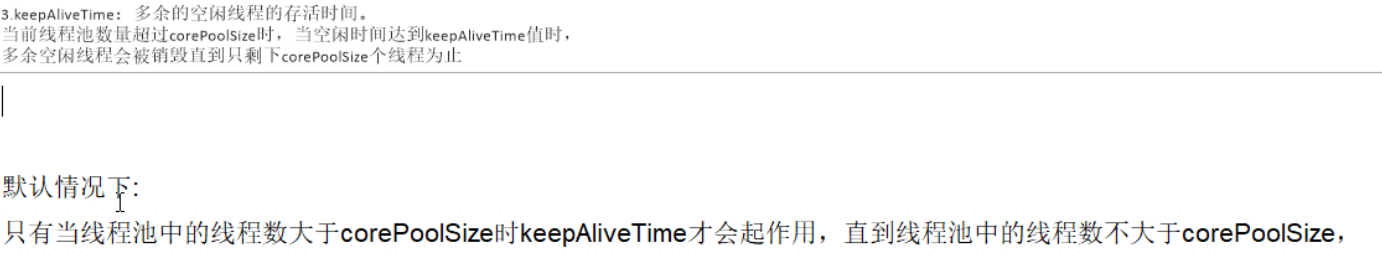 3.keepAliveTime：多余的空闲线程的存活时间。
当前线程池数量超过corePoolSize时，当空闲时间达到keepAliveTime值时，
多余空闲线程会被销毁直到只剩下corePoolSize个线程为止
默认情况下:
只有当线程池中的线程数大于corePoolSize时keepAliveTime才会起作用，直到线程池中的线程数不大于corePoolSize，